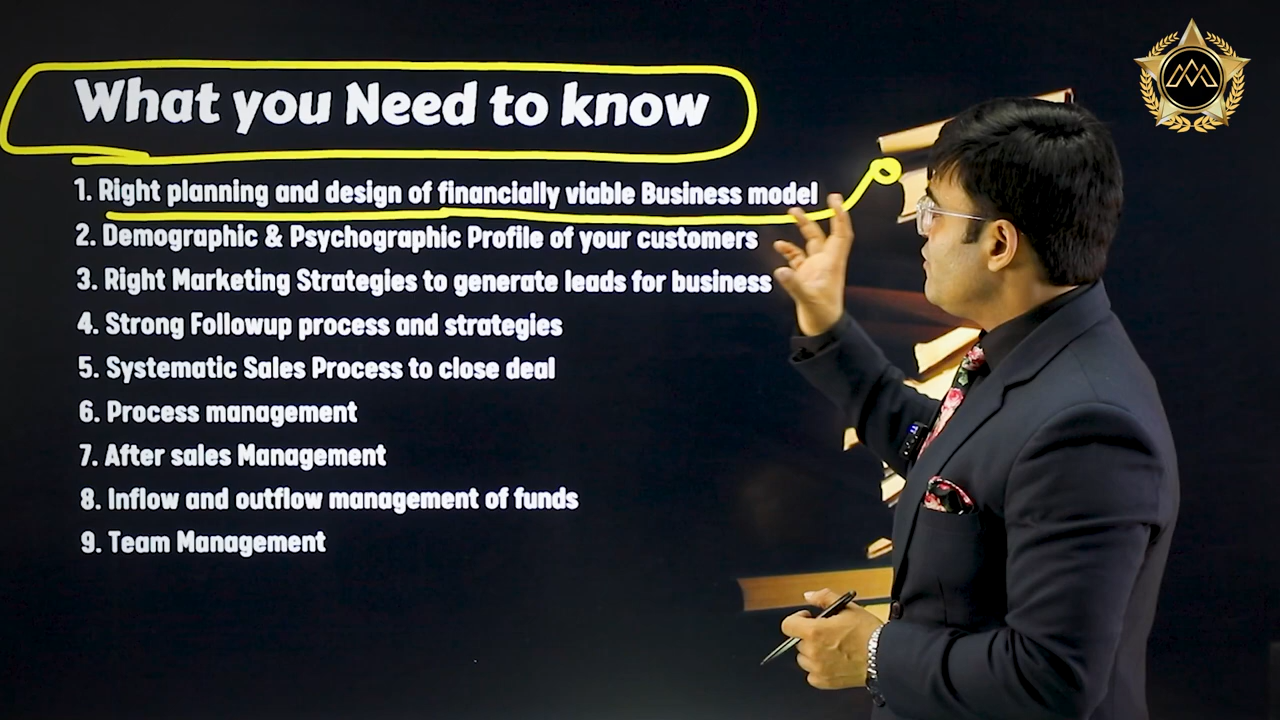 What you Need to know
1. Right planning and design of financially viable Business model
2. Demographic & Psychographic Profile of your customers
3. Right Marketing Strategies to generate leads for business
4. Strong Followup process and strategies
5. Systematic Sales Process to close deal
6. Process management
7. After sales Management
8. Inflow and outflow management of funds
9. Team Management